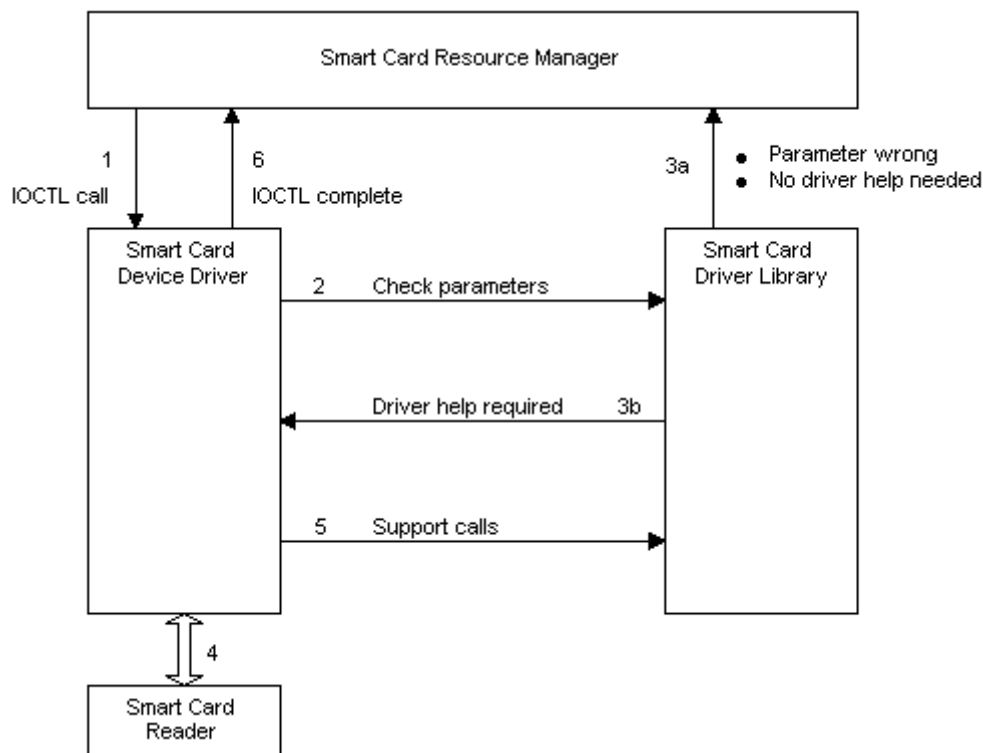 Smart Card Resource Manager
1
IOCTL call
6
IOCTL complete
3a
● Parameter wrong
● No driver help needed
Smart Card
Device Driver
Smart Card
Driver Library
2 Check parameters
Driver help required 3b
5 Support calls
4
Smart Card
Reader